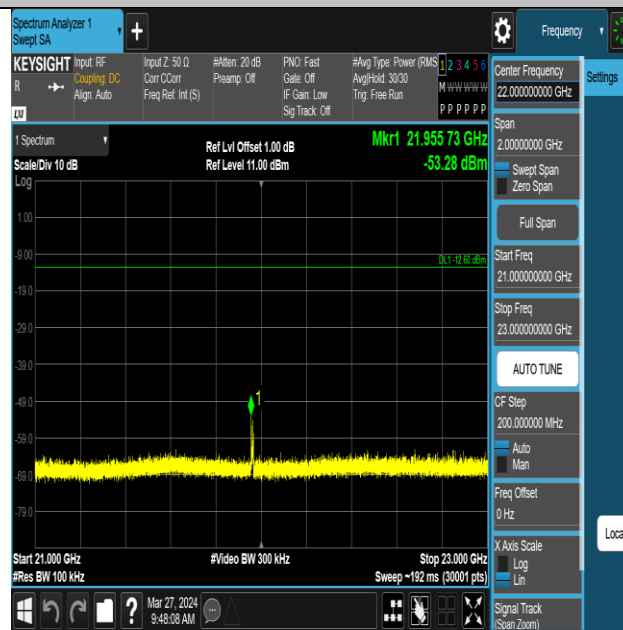 Spectrum Analyzer 1
Swept SA
+
Frequency
KEYSIGHT
R
LXI
Input: RF
Coupling: DC
Align: Auto
Input Z: 50 Ω
Corr CCorr
Freq Ref: Int (S)
#Atten: 20 dB
Preamp: Off
PNO: Fast
Gate: Off
IF Gain: Low
Sig Track: Off
#Avg Type: Power (RMS
Avg|Hold: 30/30
Trig: Free Run
1 2 3 4 5 6
M W W W W W
P P P P P P
Center Frequency
22.000000000 GHz
Settings
Span
2.00000000 GHz
Swept Span
Zero Span
Full Span
Start Freq
21.000000000 GHz
Stop Freq
23.000000000 GHz
AUTO TUNE
CF Step
200.000000 MHz
Auto
Man
Freq Offset
0 Hz
X Axis Scale
Log
Lin
Signal Track
(Span Zoom)
Loca
1 Spectrum
Scale/Div 10 dB
Log
Ref Lvl Offset 1.00 dB
Ref Level 11.00 dBm
Mkr1 21.955 73 GHz
-53.28 dBm
1.00
-9.00
DL1 -12.60 dBm
-19.0
-29.0
-39.0
-49.0
1
-59.0
-69.0
-79.0
Start 21.000 GHz
#Res BW 100 kHz
#Video BW 300 kHz
Stop 23.000 GHz
Sweep ~192 ms (30001 pts)
?
Mar 27, 2024
9:48:08 AM